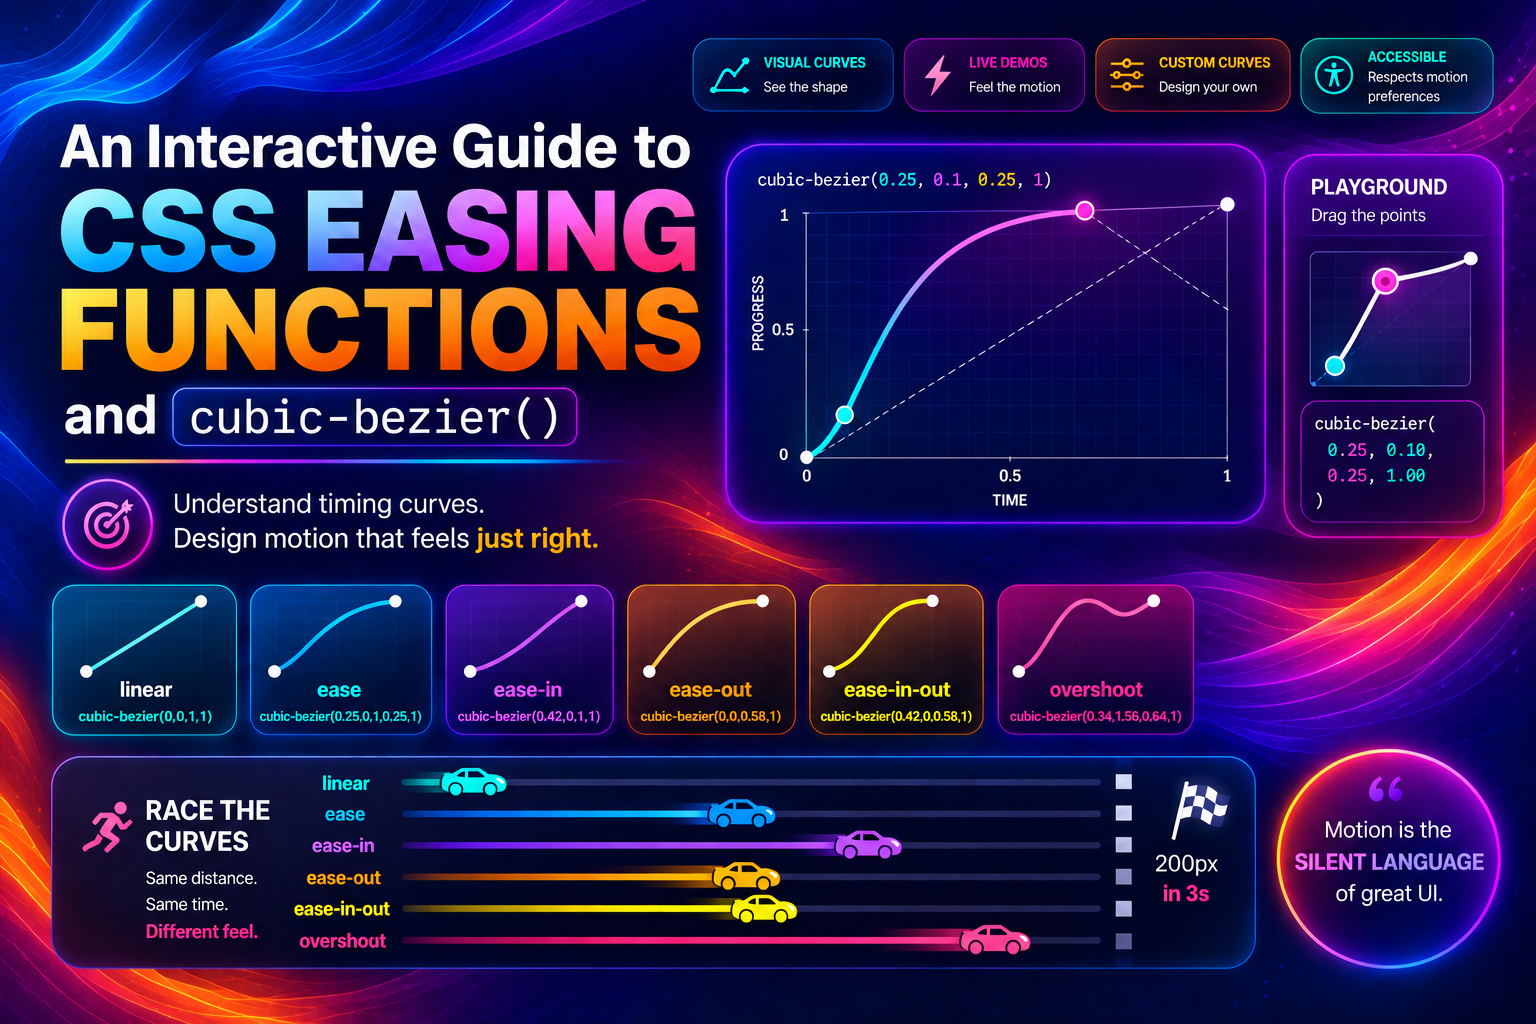 VISUAL CURVES
See the shape
LIVE DEMOS
Feel the motion
CUSTOM CURVES
Design your own
ACCESSIBLE
Respects motion
preferences
An Interactive Guide to
CSS EASING
FUNCTIONS
and cubic-bezier()
Understand timing curves.
Design motion that feels just right.
cubic-bezier(0.25, 0.1, 0.25, 1)
1
0.5
0
PROGRESS
0
0.5
1
TIME
PLAYGROUND
Drag the points
cubic-bezier(
0.25, 0.10,
0.25, 1.00
)
linear
cubic-bezier(0,0,1,1)
ease
cubic-bezier(0.25,0.1,0.25,1)
ease-in
cubic-bezier(0.42,0,1,1)
ease-out
cubic-bezier(0,0,0.58,1)
ease-in-out
cubic-bezier(0.42,0,0.58,1)
overshoot
cubic-bezier(0.34,1.56,0.64,1)
RACE THE
CURVES
Same distance.
Same time.
Different feel.
linear
ease
ease-in
ease-out
ease-in-out
overshout
200px
in 3s
“
Motion is the
SILENT LANGUAGE
of great UI.